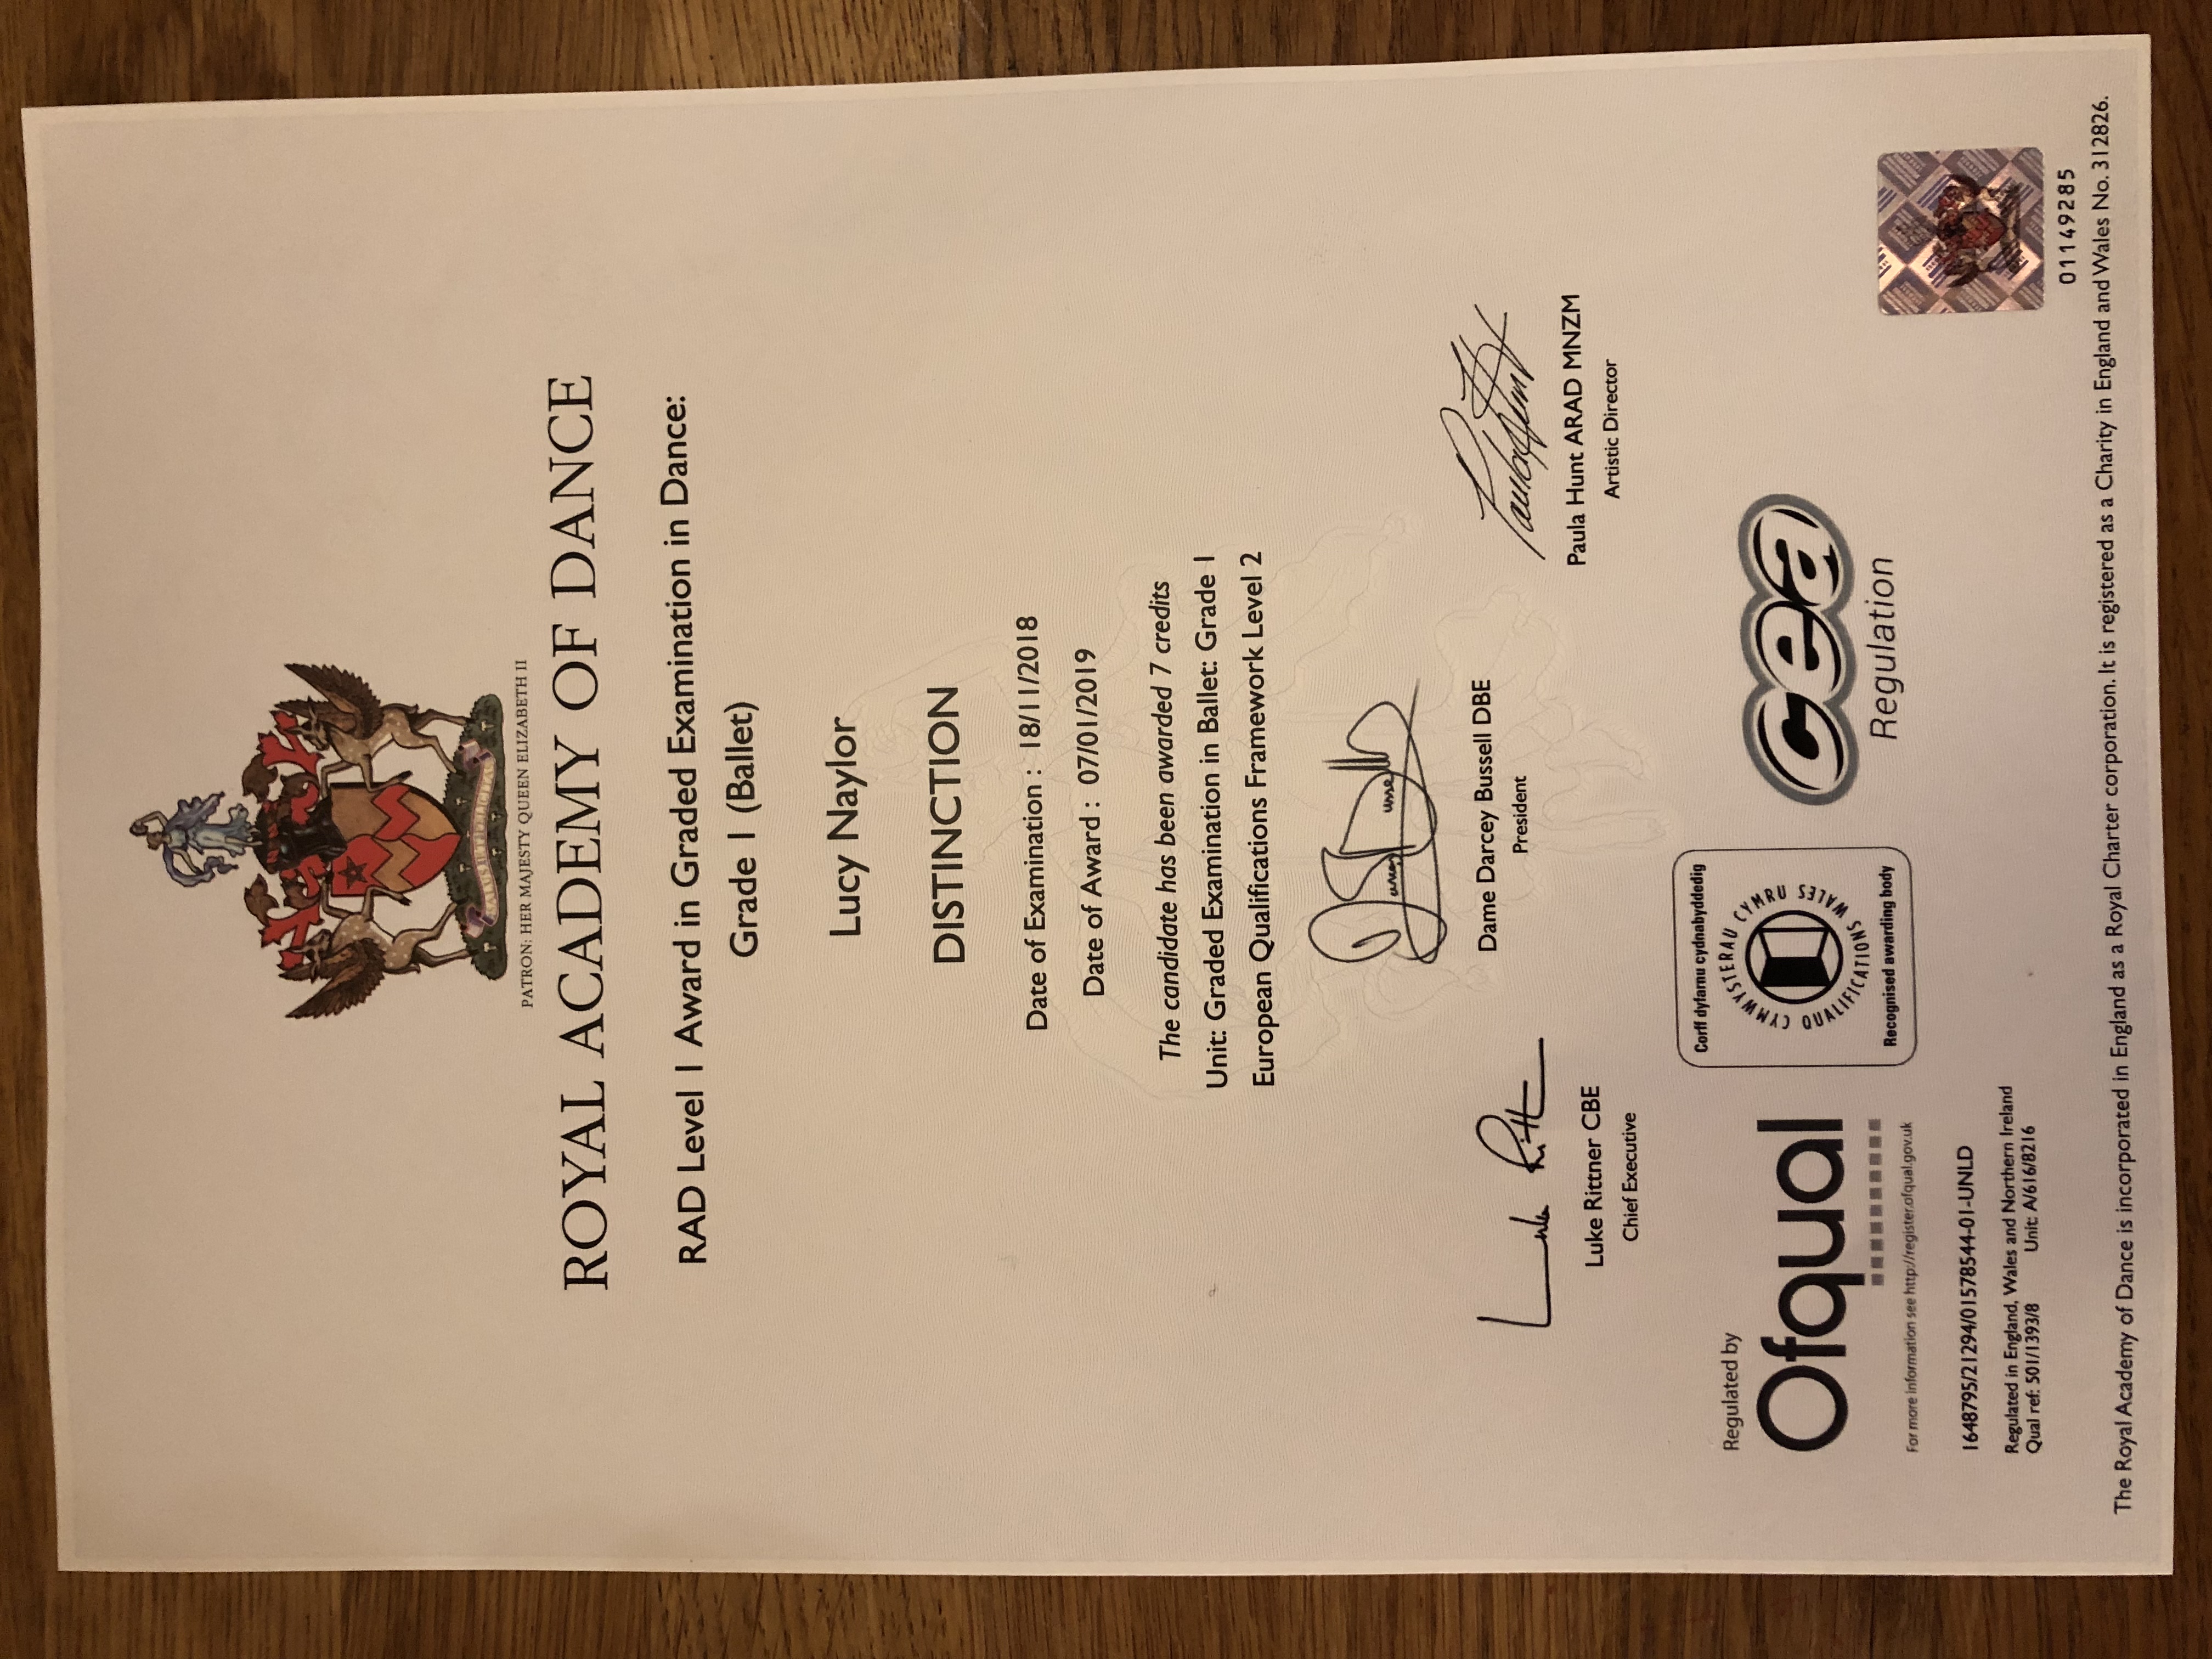 PATRON: HER MAJESTY QUEEN ELIZABETH II
ROYAL ACADEMY OF DANCE
RAD Level 1 Award in Graded Examination in Dance:
Grade 1 (Ballet)
Lucy Naylor
DISTINCTION
Date of Examination : 18/11/2018
Date of Award : 07/01/2019
The candidate has been awarded 7 credits
Unit: Graded Examination in Ballet: Grade 1
European Qualifications Framework Level 2
Luke Rittner CBE
Chief Executive
Dame Darcey Bussell DBE
President
Paula Hunt ARAD MNZM
Artistic Director
Regulated by
Ofqual
For more information see http://register.ofqual.gov.uk
Corff dyfarnu cydnabyddedig
CYMWYSTERAU CYMRU
QUALIFICATIONS WALES
Recognised awarding body
cea
Regulation
1648795/21294/01578544-01-UNLD
Regulated in England, Wales and Northern Ireland
Qual ref: 501/1393/8 Unit: A/616/8216
01149285
The Royal Academy of Dance is incorporated in England as a Royal Charter corporation. It is registered as a Charity in England and Wales No. 312826.